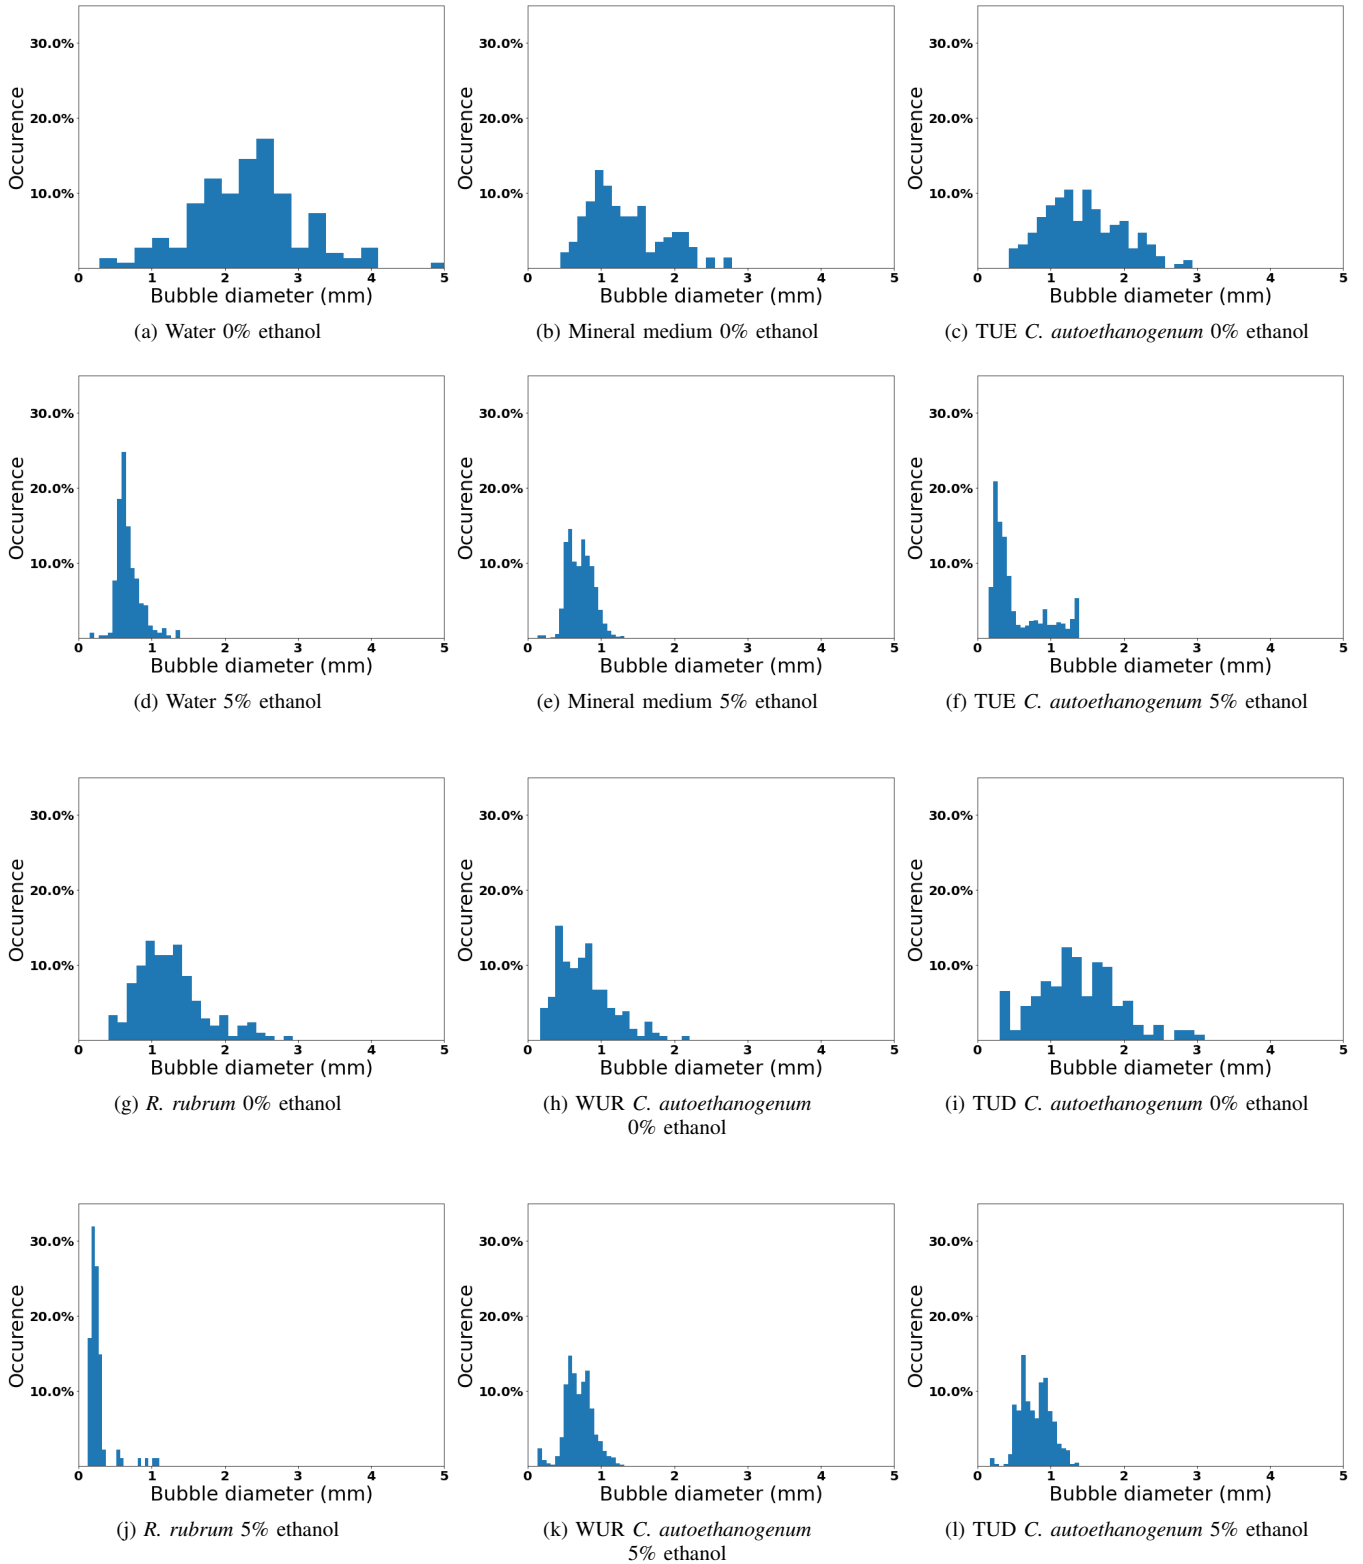 30.0%
20.0%
10.0%
Occurence
0 1 2 3 4 5
Bubble diameter (mm)
(a) Water 0% ethanol
30.0%
20.0%
10.0%
Occurence
0 1 2 3 4 5
Bubble diameter (mm)
(b) Mineral medium 0% ethanol
30.0%
20.0%
10.0%
Occurence
0 1 2 3 4 5
Bubble diameter (mm)
(c) TUE C. autoethanogenum 0% ethanol
30.0%
20.0%
10.0%
Occurence
0 1 2 3 4 5
Bubble diameter (mm)
(d) Water 5% ethanol
30.0%
20.0%
10.0%
Occurence
0 1 2 3 4 5
Bubble diameter (mm)
(e) Mineral medium 5% ethanol
30.0%
20.0%
10.0%
Occurence
0 1 2 3 4 5
Bubble diameter (mm)
(f) TUE C. autoethanogenum 5% ethanol
30.0%
20.0%
10.0%
Occurence
0 1 2 3 4 5
Bubble diameter (mm)
(g) R. rubrum 0% ethanol
30.0%
20.0%
10.0%
Occurence
0 1 2 3 4 5
Bubble diameter (mm)
(h) WUR C. autoethanogenum
0% ethanol
30.0%
20.0%
10.0%
Occurence
0 1 2 3 4 5
Bubble diameter (mm)
(i) TUD C. autoethanogenum 0% ethanol
30.0%
20.0%
10.0%
Occurence
0 1 2 3 4 5
Bubble diameter (mm)
(j) R. rubrum 5% ethanol
30.0%
20.0%
10.0%
Occurence
0 1 2 3 4 5
Bubble diameter (mm)
(k) WUR C. autoethanogenum
5% ethanol
30.0%
20.0%
10.0%
Occurence
0 1 2 3 4 5
Bubble diameter (mm)
(l) TUD C. autoethanogenum 5% ethanol